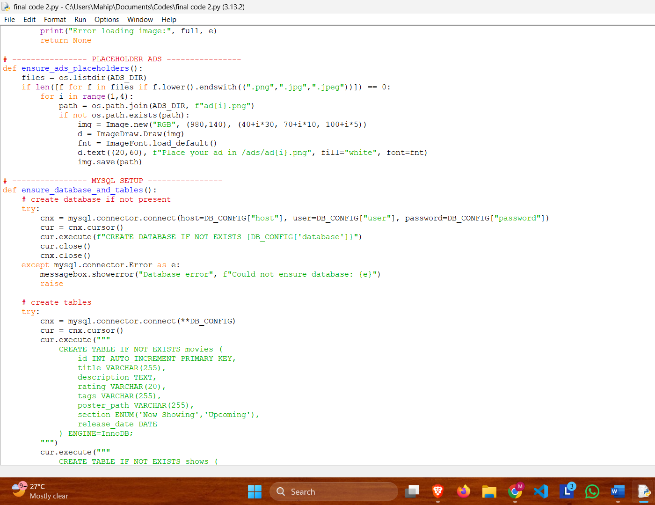 final code 2.py - C:\Users\Mahip\Documents\Codes\final code 2.py (3.13.2)
File Edit Format Run Options Window Help
        print("Error loading image:", full, e)
        return None

# ---------------- PLACEHOLDER ADS ----------------
def ensure_ads_placeholders():
    files = os.listdir(ADS_DIR)
    if len([f for f in files if f.lower().endswith((".png",".jpg",".jpeg"))]) == 0:
        for i in range(1,4):
            path = os.path.join(ADS_DIR, f"ad{i}.png")
            if not os.path.exists(path):
                img = Image.new("RGB", (980,140), (40+i*30, 70+i*10, 100+i*5))
                d = ImageDraw.Draw(img)
                fnt = ImageFont.load_default()
                d.text((20,60), f"Place your ad in /ads/ad{i}.png", fill="white", font=fnt)
                img.save(path)

# ---------------- MYSQL SETUP ----------------
def ensure_database_and_tables():
    # create database if not present
    try:
        cnx = mysql.connector.connect(host=DB_CONFIG["host"], user=DB_CONFIG["user"], password=DB_CONFIG["password"])
        cur = cnx.cursor()
        cur.execute(f"CREATE DATABASE IF NOT EXISTS {DB_CONFIG['database']}")
        cur.close()
        cnx.close()
    except mysql.connector.Error as e:
        messagebox.showerror("Database error", f"Could not ensure database: {e}")
        raise

    # create tables
    try:
        cnx = mysql.connector.connect(**DB_CONFIG)
        cur = cnx.cursor()
        cur.execute("""
            CREATE TABLE IF NOT EXISTS movies (
                id INT AUTO_INCREMENT PRIMARY KEY,
                title VARCHAR(255),
                description TEXT,
                rating VARCHAR(20),
                tags VARCHAR(255),
                poster_path VARCHAR(255),
                section ENUM('Now Showing','Upcoming'),
                release_date DATE
            ) ENGINE=InnoDB;
        """)
        cur.execute("""
            CREATE TABLE IF NOT EXISTS shows (
27°C
Mostly clear
Search